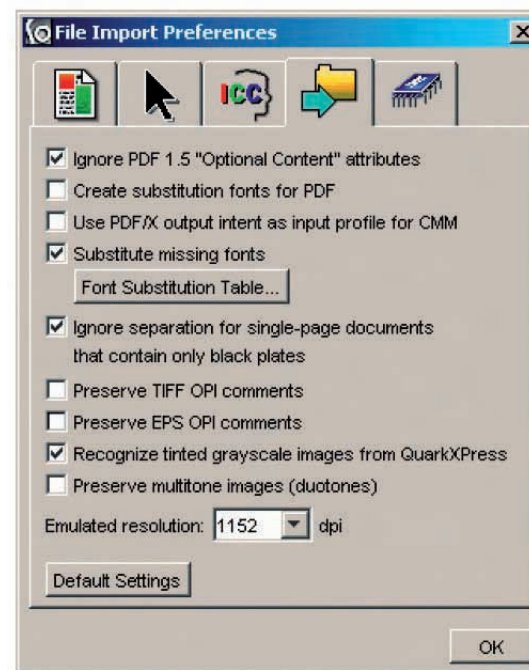 File Import Preferences
ICC
Ignore PDF 1.5 "Optional Content" attributes
Create substitution fonts for PDF
Use PDF/X output intent as input profile for CMM
Substitute missing fonts
Font Substitution Table...
Ignore separation for single-page documents
that contain only black plates
Preserve TIFF OPI comments
Preserve EPS OPI comments
Recognize tinted grayscale images from QuarkXPress
Preserve multitone images (duotones)
Emulated resolution: 1152 dpi
Default Settings
OK